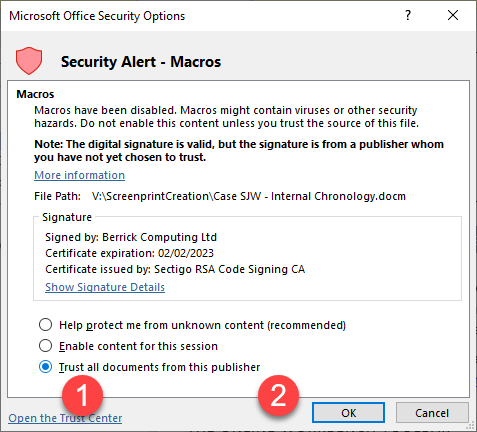 Microsoft Office Security Options
?
Security Alert - Macros
Macros
Macros have been disabled. Macros might contain viruses or other security
hazards. Do not enable this content unless you trust the source of this file.
Note: The digital signature is valid, but the signature is from a publisher whom
you have not yet chosen to trust.
More information
File Path: V:\ScreenprintCreation\Case SJW - Internal Chronology.docm
Signature
Signed by: Berrick Computing Ltd
Certificate expiration: 02/02/2023
Certificate issued by: Sectigo RSA Code Signing CA
Show Signature Details
Help protect me from unknown content (recommended)
Enable content for this session
Trust all documents from this publisher
1
2
Open the Trust Center
OK
Cancel